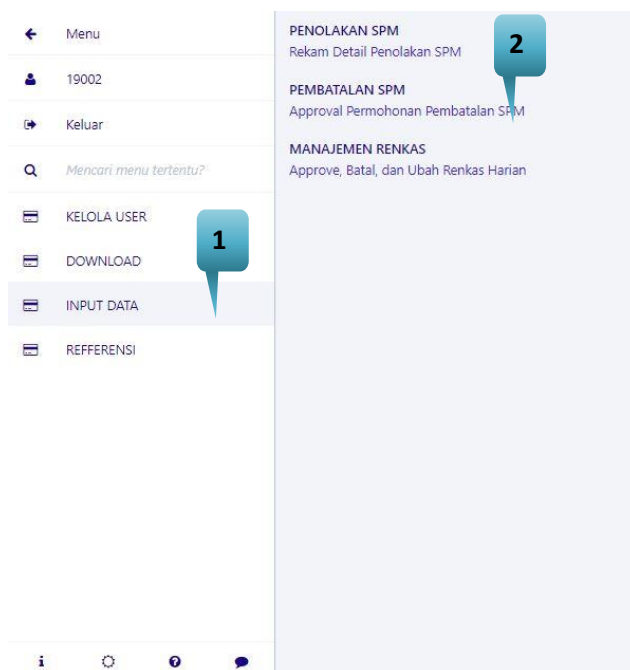 Menu
19002
Keluar
Mencari menu tertentu?
KELOLA USER
DOWNLOAD
1
INPUT DATA
REFFERENSI
PENOLAKAN SPM
Rekam Detail Penolakan SPM
2
PEMBATALAN SPM
Approval Permohonan Pembatalan SPM
MANAJEMEN RENKAS
Approve, Batal, dan Ubah Renkas Harian